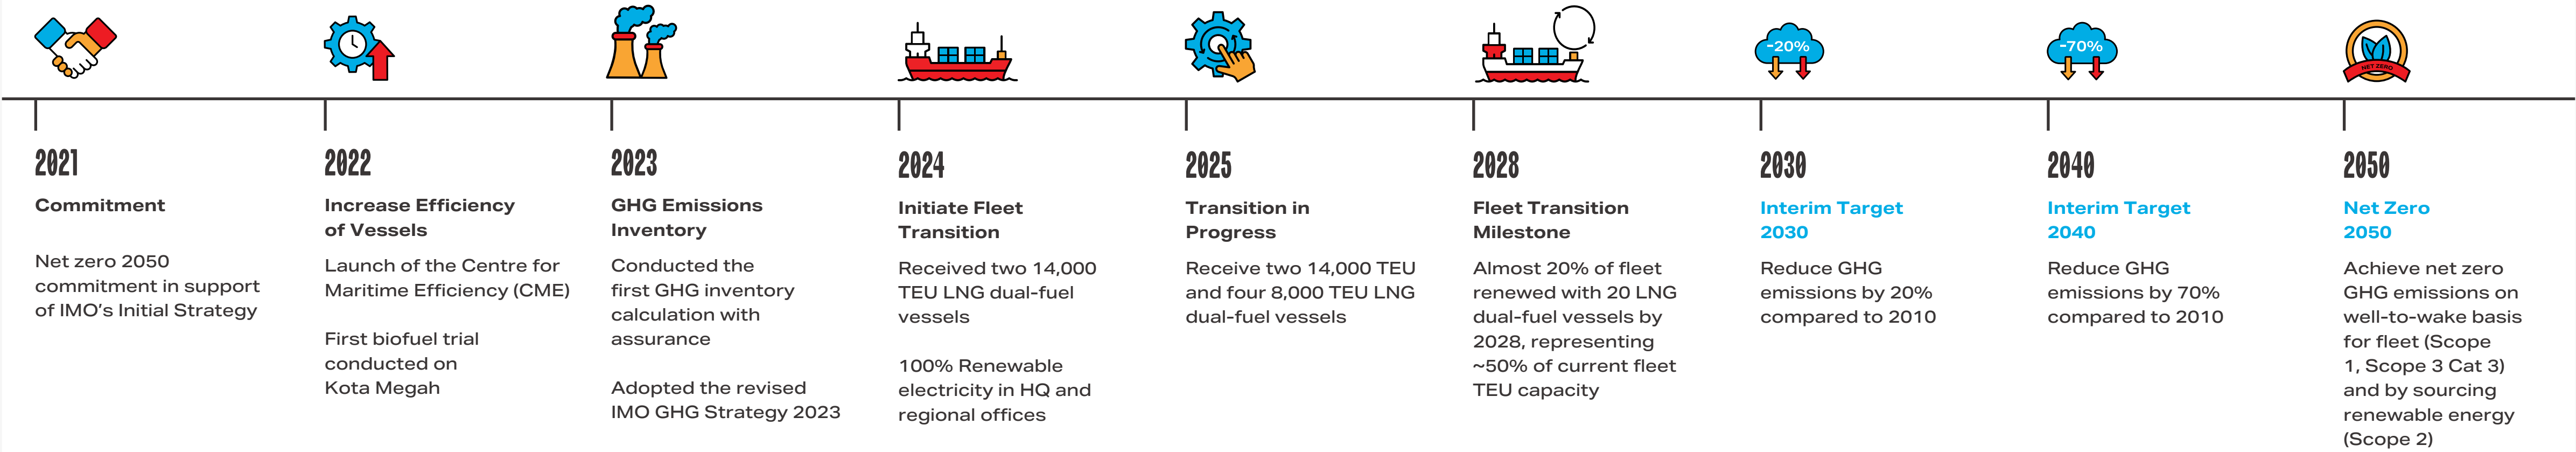 -20%
-70%
NET ZERO
2021
Commitment
Net zero 2050
commitment in support
of IMO's Initial Strategy
2022
Increase Efficiency
of Vessels
Launch of the Centre for
Maritime Efficiency (CME)
First biofuel trial
conducted on
Kota Megah
2023
GHG Emissions
Inventory
Conducted the
first GHG inventory
calculation with
assurance
Adopted the revised
IMO GHG Strategy 2023
2024
Initiate Fleet
Transition
Received two 14,000
TEU LNG dual-fuel
vessels
100% Renewable
electricity in HQ and
regional offices
2025
Transition in
Progress
Receive two 14,000 TEU
and four 8,000 TEU LNG
dual-fuel vessels
2028
Fleet Transition
Milestone
Almost 20% of fleet
renewed with 20 LNG
dual-fuel vessels by
2028, representing
~50% of current fleet
TEU capacity
2030
Interim Target
2030
Reduce GHG
emissions by 20%
compared to 2010
2040
Interim Target
2040
Reduce GHG
emissions by 70%
compared to 2010
2050
Net Zero
2050
Achieve net zero
GHG emissions on
well-to-wake basis
for fleet (Scope
1, Scope 3 Cat 3)
and by sourcing
renewable energy
(Scope 2)